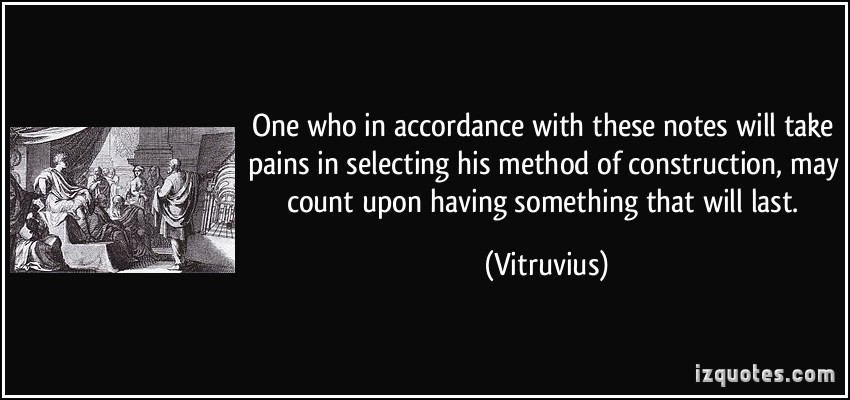 One who in accordance with these notes will take
pains in selecting his method of construction, may
count upon having something that will last.
(Vitruvius)
izquotes.com